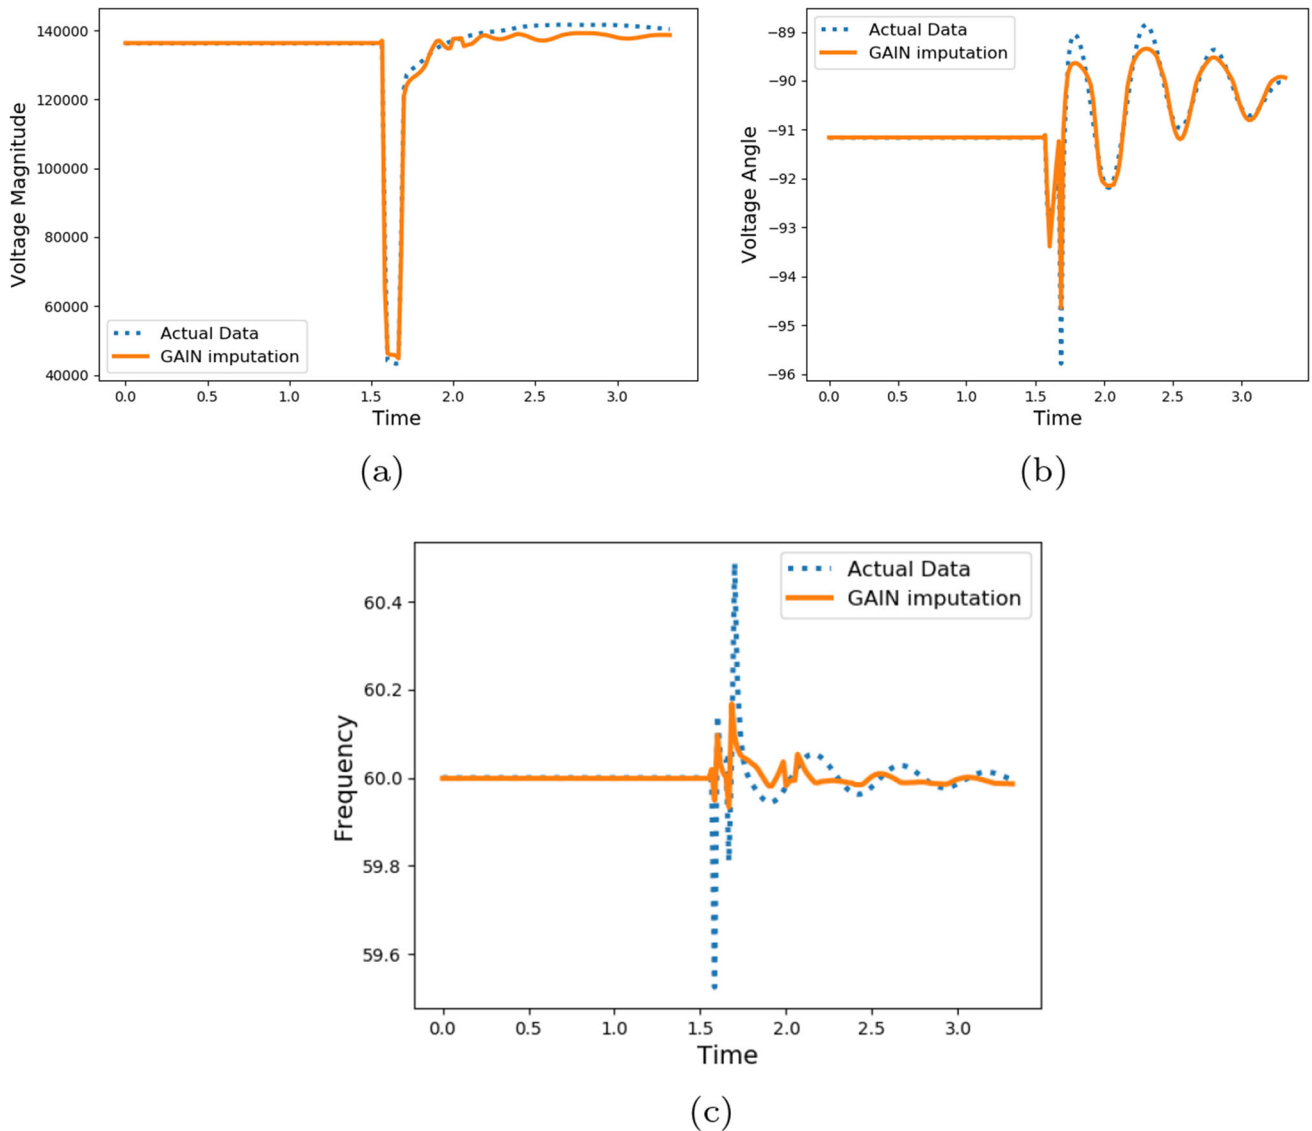 140000
120000
100000
80000
60000
40000
Voltage Magnitude
Actual Data
GAIN imputation
0.0 0.5 1.0 1.5 2.0 2.5 3.0
Time
(a)
−89
−90
−91
−92
−93
−94
−95
−96
Voltage Angle
Actual Data
GAIN imputation
0.0 0.5 1.0 1.5 2.0 2.5 3.0
Time
(b)
60.4
60.2
60.0
59.8
59.6
Frequency
Actual Data
GAIN imputation
0.0 0.5 1.0 1.5 2.0 2.5 3.0
Time
(c)